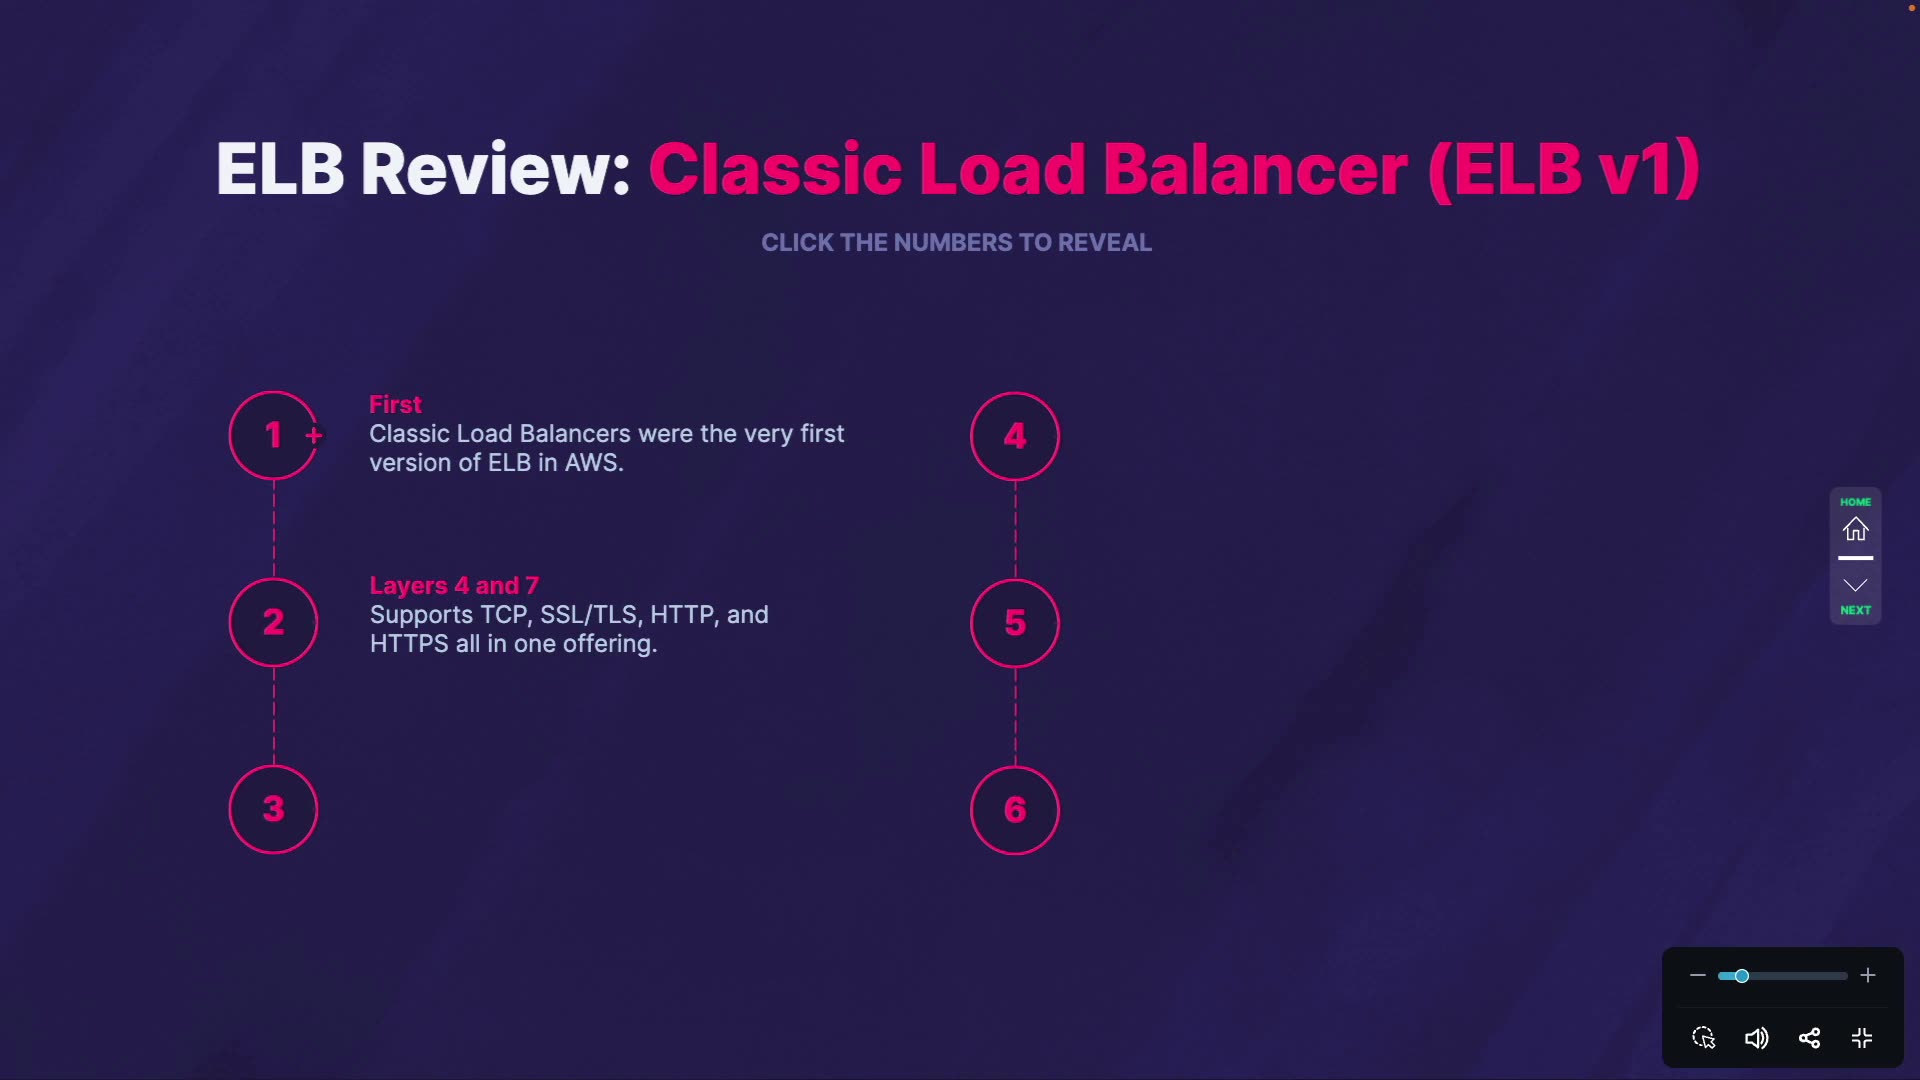 ELB Review: Classic Load Balancer (ELB v1)
CLICK THE NUMBERS TO REVEAL
1
First
Classic Load Balancers were the very first
version of ELB in AWS.
2
Layers 4 and 7
Supports TCP, SSL/TLS, HTTP, and
HTTPS all in one offering.
3
4
5
6
HOME
NEXT